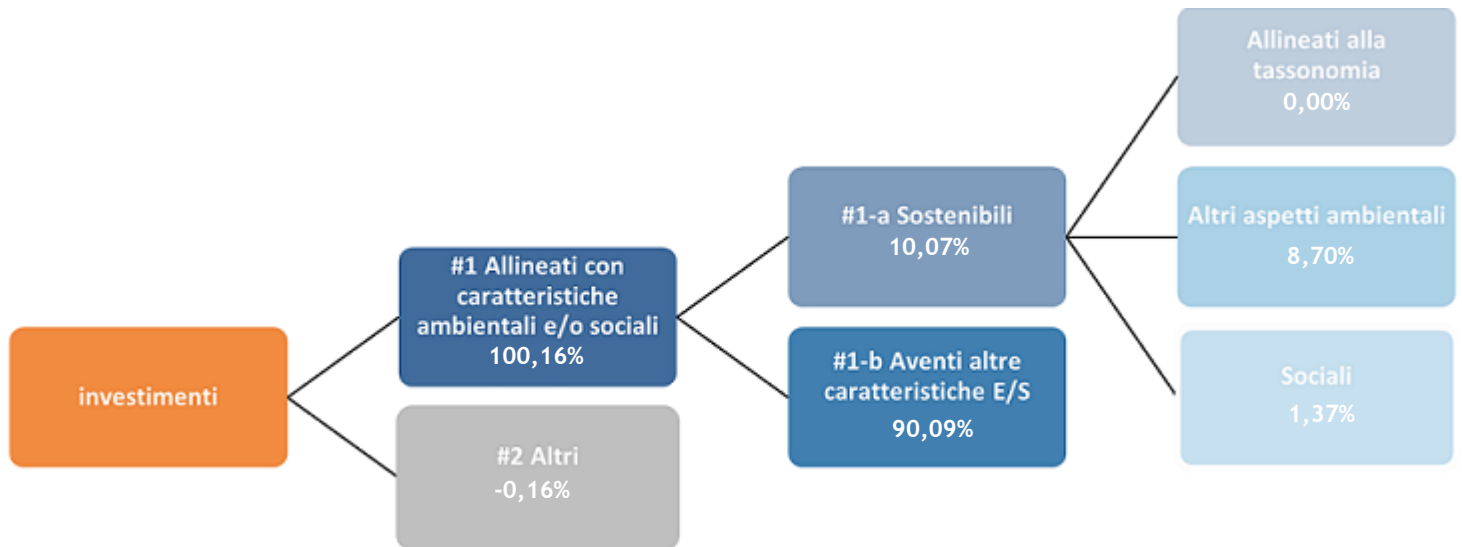 investimenti
#1 Allineati con
caratteristiche
ambientali e/o sociali
100,16%
#2 Altri
-0,16%
#1-a Sostenibili
10,07%
#1-b Aventi altre
caratteristiche E/S
90,09%
Allineati alla
tassonomia
0,00%
Altri aspetti ambientali
8,70%
Sociali
1,37%